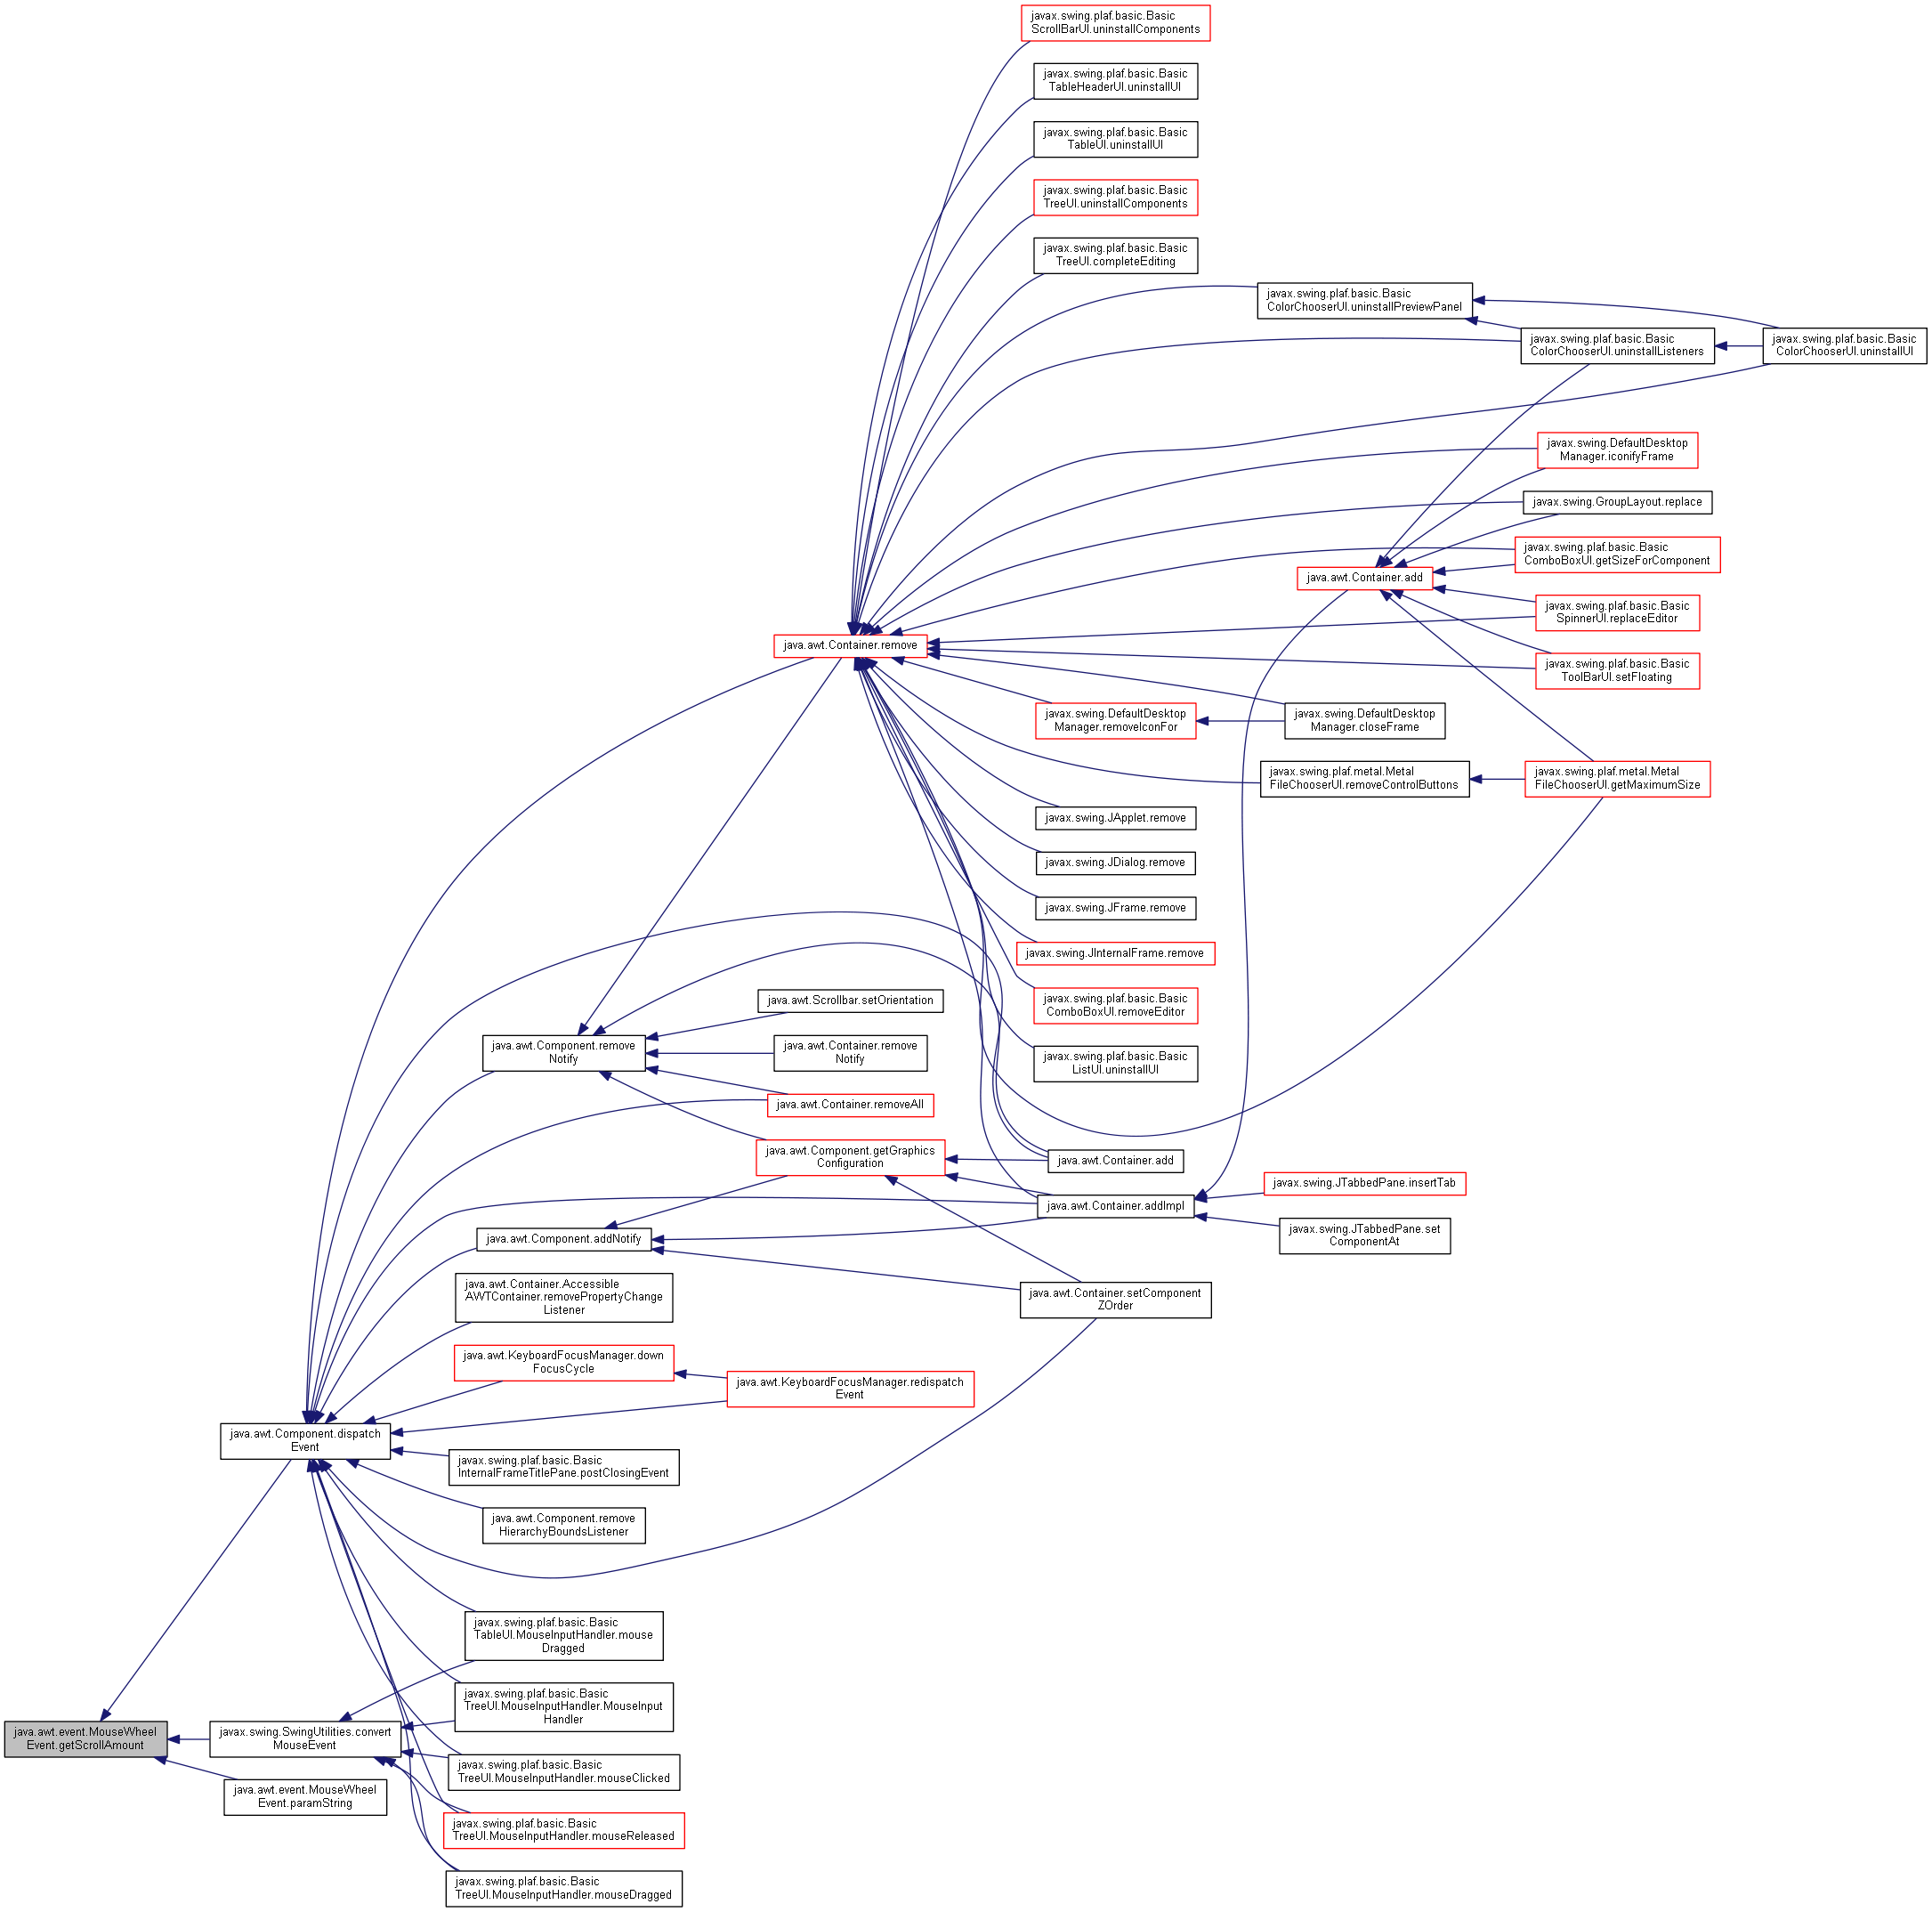 javax.swing.plaf.basic.Basic
ScrollBarUI.uninstallComponents
javax.swing.plaf.basic.Basic
TableHeaderUI.uninstallUI
javax.swing.plaf.basic.Basic
TableUI.uninstallUI
javax.swing.plaf.basic.Basic
TreeUI.uninstallComponents
javax.swing.plaf.basic.Basic
TreeUI.completeEditing
javax.swing.plaf.basic.Basic
ColorChooserUI.uninstallPreviewPanel
javax.swing.plaf.basic.Basic
ColorChooserUI.uninstallListeners
javax.swing.plaf.basic.Basic
ColorChooserUI.uninstallUI
javax.swing.DefaultDesktop
Manager.iconifyFrame
javax.swing.GroupLayout.replace
javax.swing.plaf.basic.Basic
ComboBoxUI.getSizeForComponent
java.awt.Container.add
javax.swing.plaf.basic.Basic
SpinnerUI.replaceEditor
java.awt.Container.remove
javax.swing.plaf.basic.Basic
ToolBarUI.setFloating
javax.swing.DefaultDesktop
Manager.removeIconFor
javax.swing.DefaultDesktop
Manager.closeFrame
javax.swing.plaf.metal.Metal
FileChooserUI.removeControlButtons
javax.swing.plaf.metal.Metal
FileChooserUI.getMaximumSize
javax.swing.JApplet.remove
javax.swing.JDialog.remove
javax.swing.JFrame.remove
javax.swing.JInternalFrame.remove
java.awt.Scrollbar.setOrientation
javax.swing.plaf.basic.Basic
ComboBoxUI.removeEditor
java.awt.Component.remove
Notify
java.awt.Container.remove
Notify
javax.swing.plaf.basic.Basic
ListUI.uninstallUI
java.awt.Container.removeAll
java.awt.Component.getGraphics
Configuration
java.awt.Container.add
javax.swing.JTabbedPane.insertTab
java.awt.Container.addImpl
java.awt.Component.addNotify
javax.swing.JTabbedPane.set
ComponentAt
java.awt.Container.Accessible
AWTContainer.removePropertyChange
Listener
java.awt.Container.setComponent
ZOrder
java.awt.KeyboardFocusManager.down
FocusCycle
java.awt.KeyboardFocusManager.redispatch
Event
java.awt.Component.dispatch
Event
javax.swing.plaf.basic.Basic
InternalFrameTitlePane.postClosingEvent
java.awt.Component.remove
HierarchyBoundsListener
javax.swing.plaf.basic.Basic
TableUI.MouseInputHandler.mouse
Dragged
javax.swing.plaf.basic.Basic
TreeUI.MouseInputHandler.MouseInput
Handler
java.awt.event.MouseWheel
Event.getScrollAmount
javax.swing.SwingUtilities.convert
MouseEvent
javax.swing.plaf.basic.Basic
TreeUI.MouseInputHandler.mouseClicked
java.awt.event.MouseWheel
Event.paramString
javax.swing.plaf.basic.Basic
TreeUI.MouseInputHandler.mouseReleased
javax.swing.plaf.basic.Basic
TreeUI.MouseInputHandler.mouseDragged